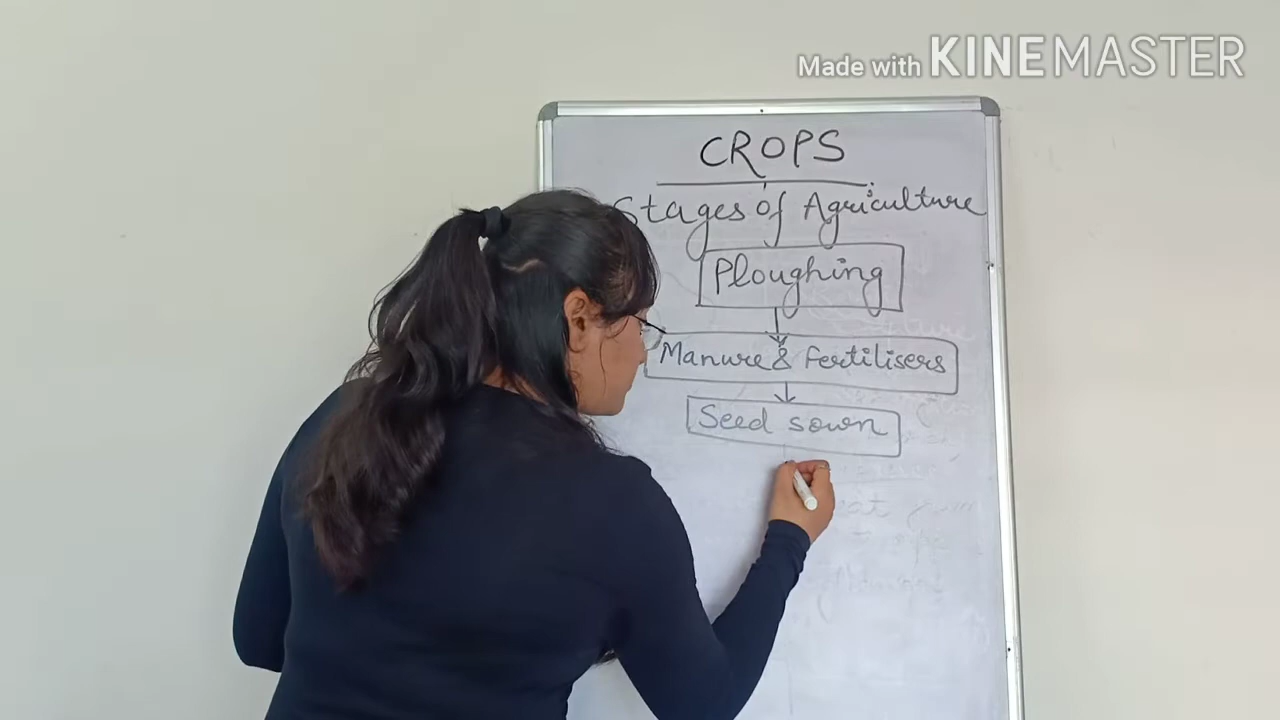 Made with KINEMASTER
CROPS
Stages of Agriculture
Ploughing
Manure & Fertilisers
Seed sown